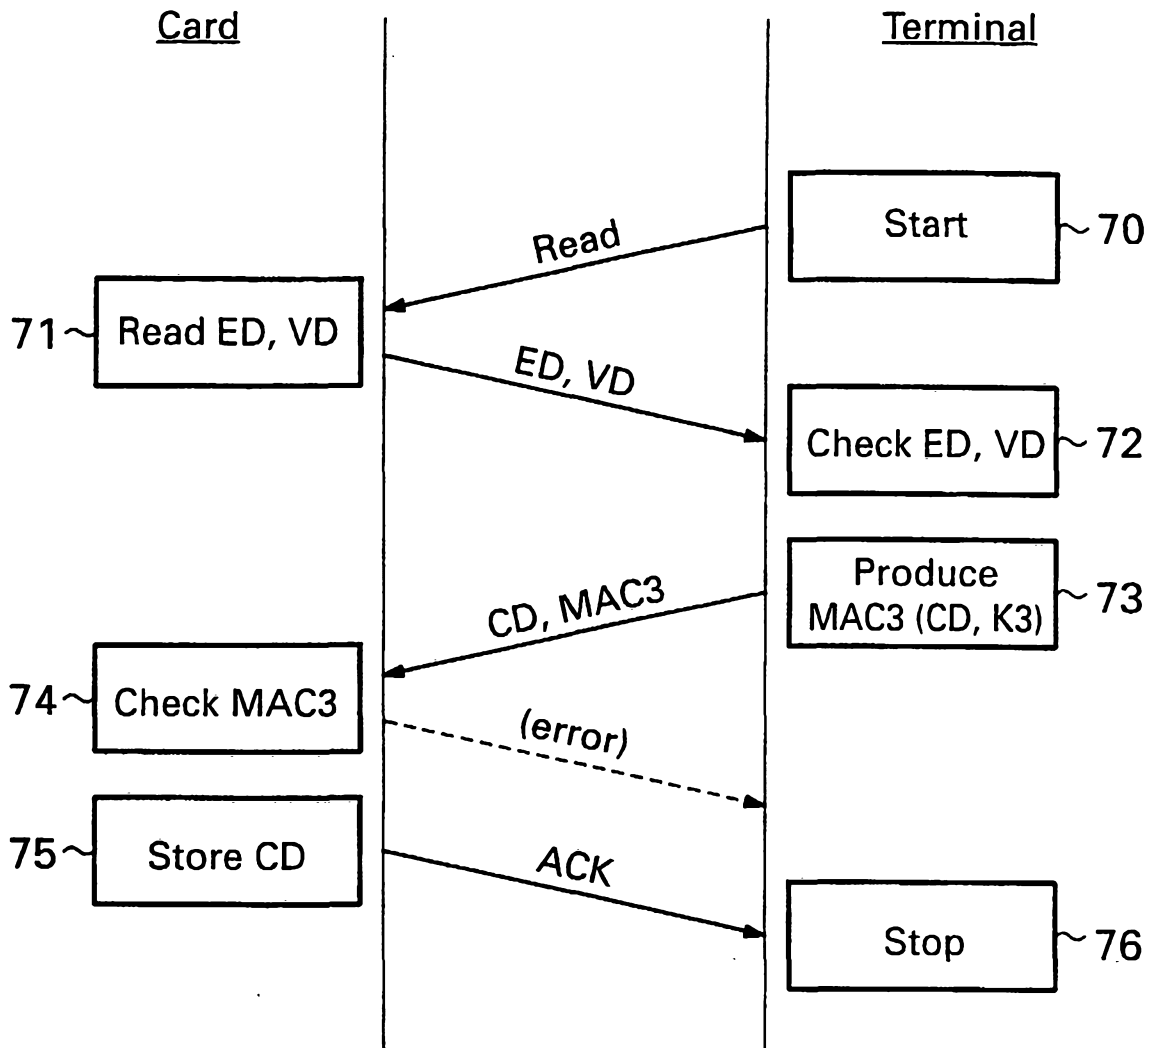 Card
Terminal
Start
70
Read
71
Read ED, VD
ED, VD
Check ED, VD
72
Produce
MAC3 (CD, K3)
73
CD, MAC3
74
Check MAC3
(error)
75
Store CD
ACK
Stop
76